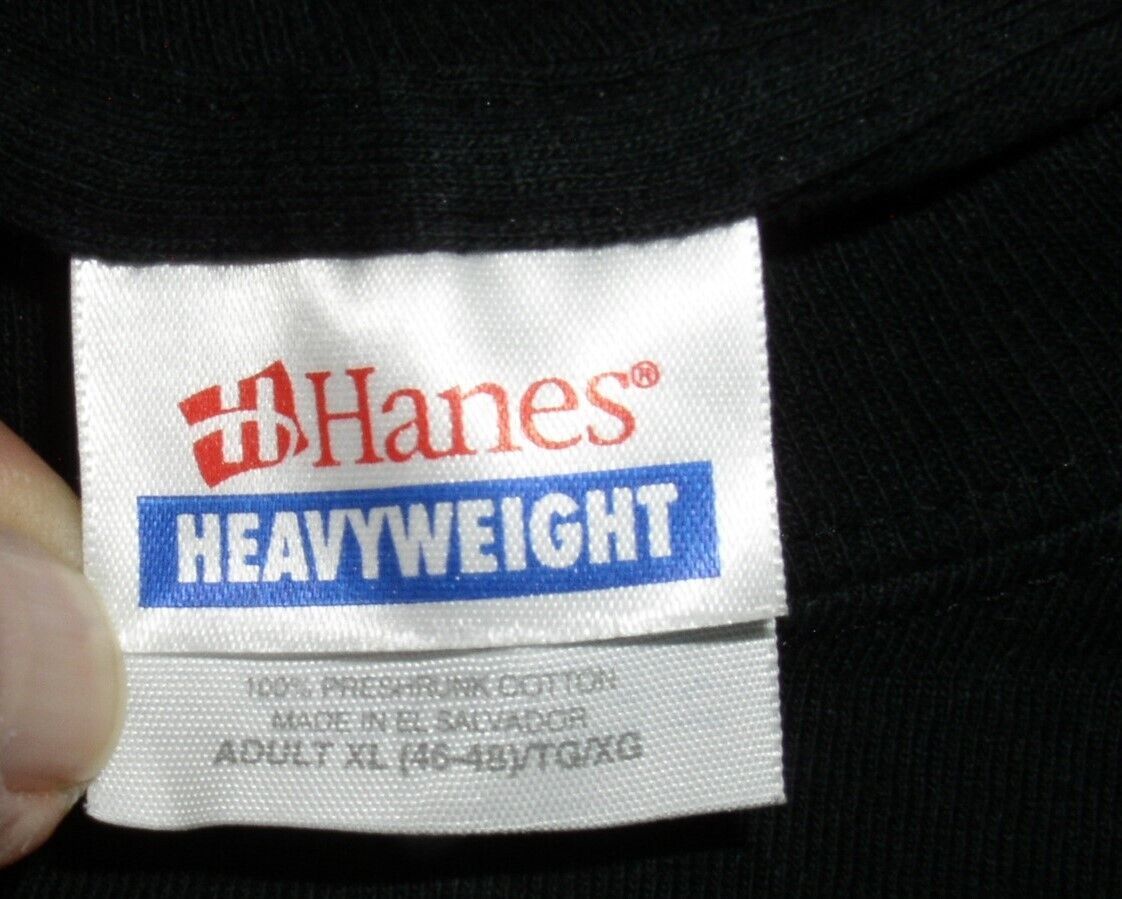 Hanes®
HEAVYWEIGHT
100% PRESHRUNK COTTON
MADE IN EL SALVADOR
ADULT XL (46-48)/TG/XG